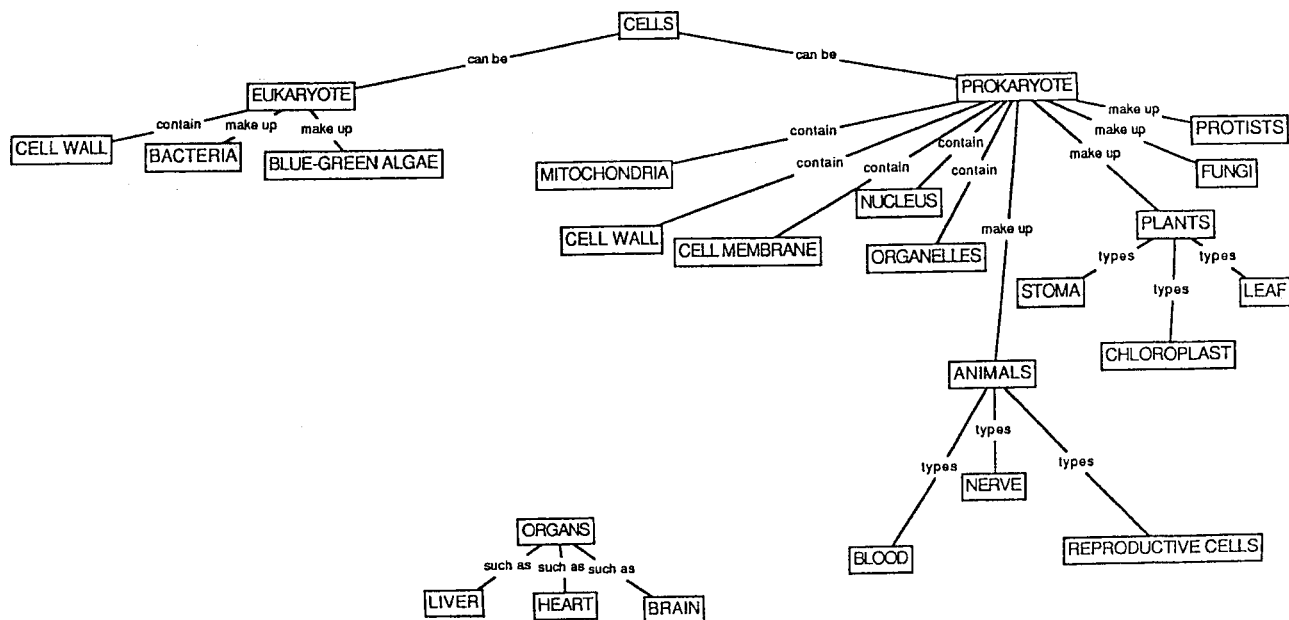 CELLS
can be
can be
EUKARYOTE
PROKARYOTE
contain
make up
make up
CELL WALL
BACTERIA
BLUE-GREEN ALGAE
contain
contain
contain
contain
contain
make up
make up
make up
make up
PROTISTS
FUNGI
MITOCHONDRIA
NUCLEUS
CELL WALL
CELL MEMBRANE
ORGANELLES
PLANTS
types
types
types
STOMA
LEAF
CHLOROPLAST
ANIMALS
types
types
types
NERVE
BLOOD
REPRODUCTIVE CELLS
ORGANS
such as
such as
such as
LIVER
HEART
BRAIN